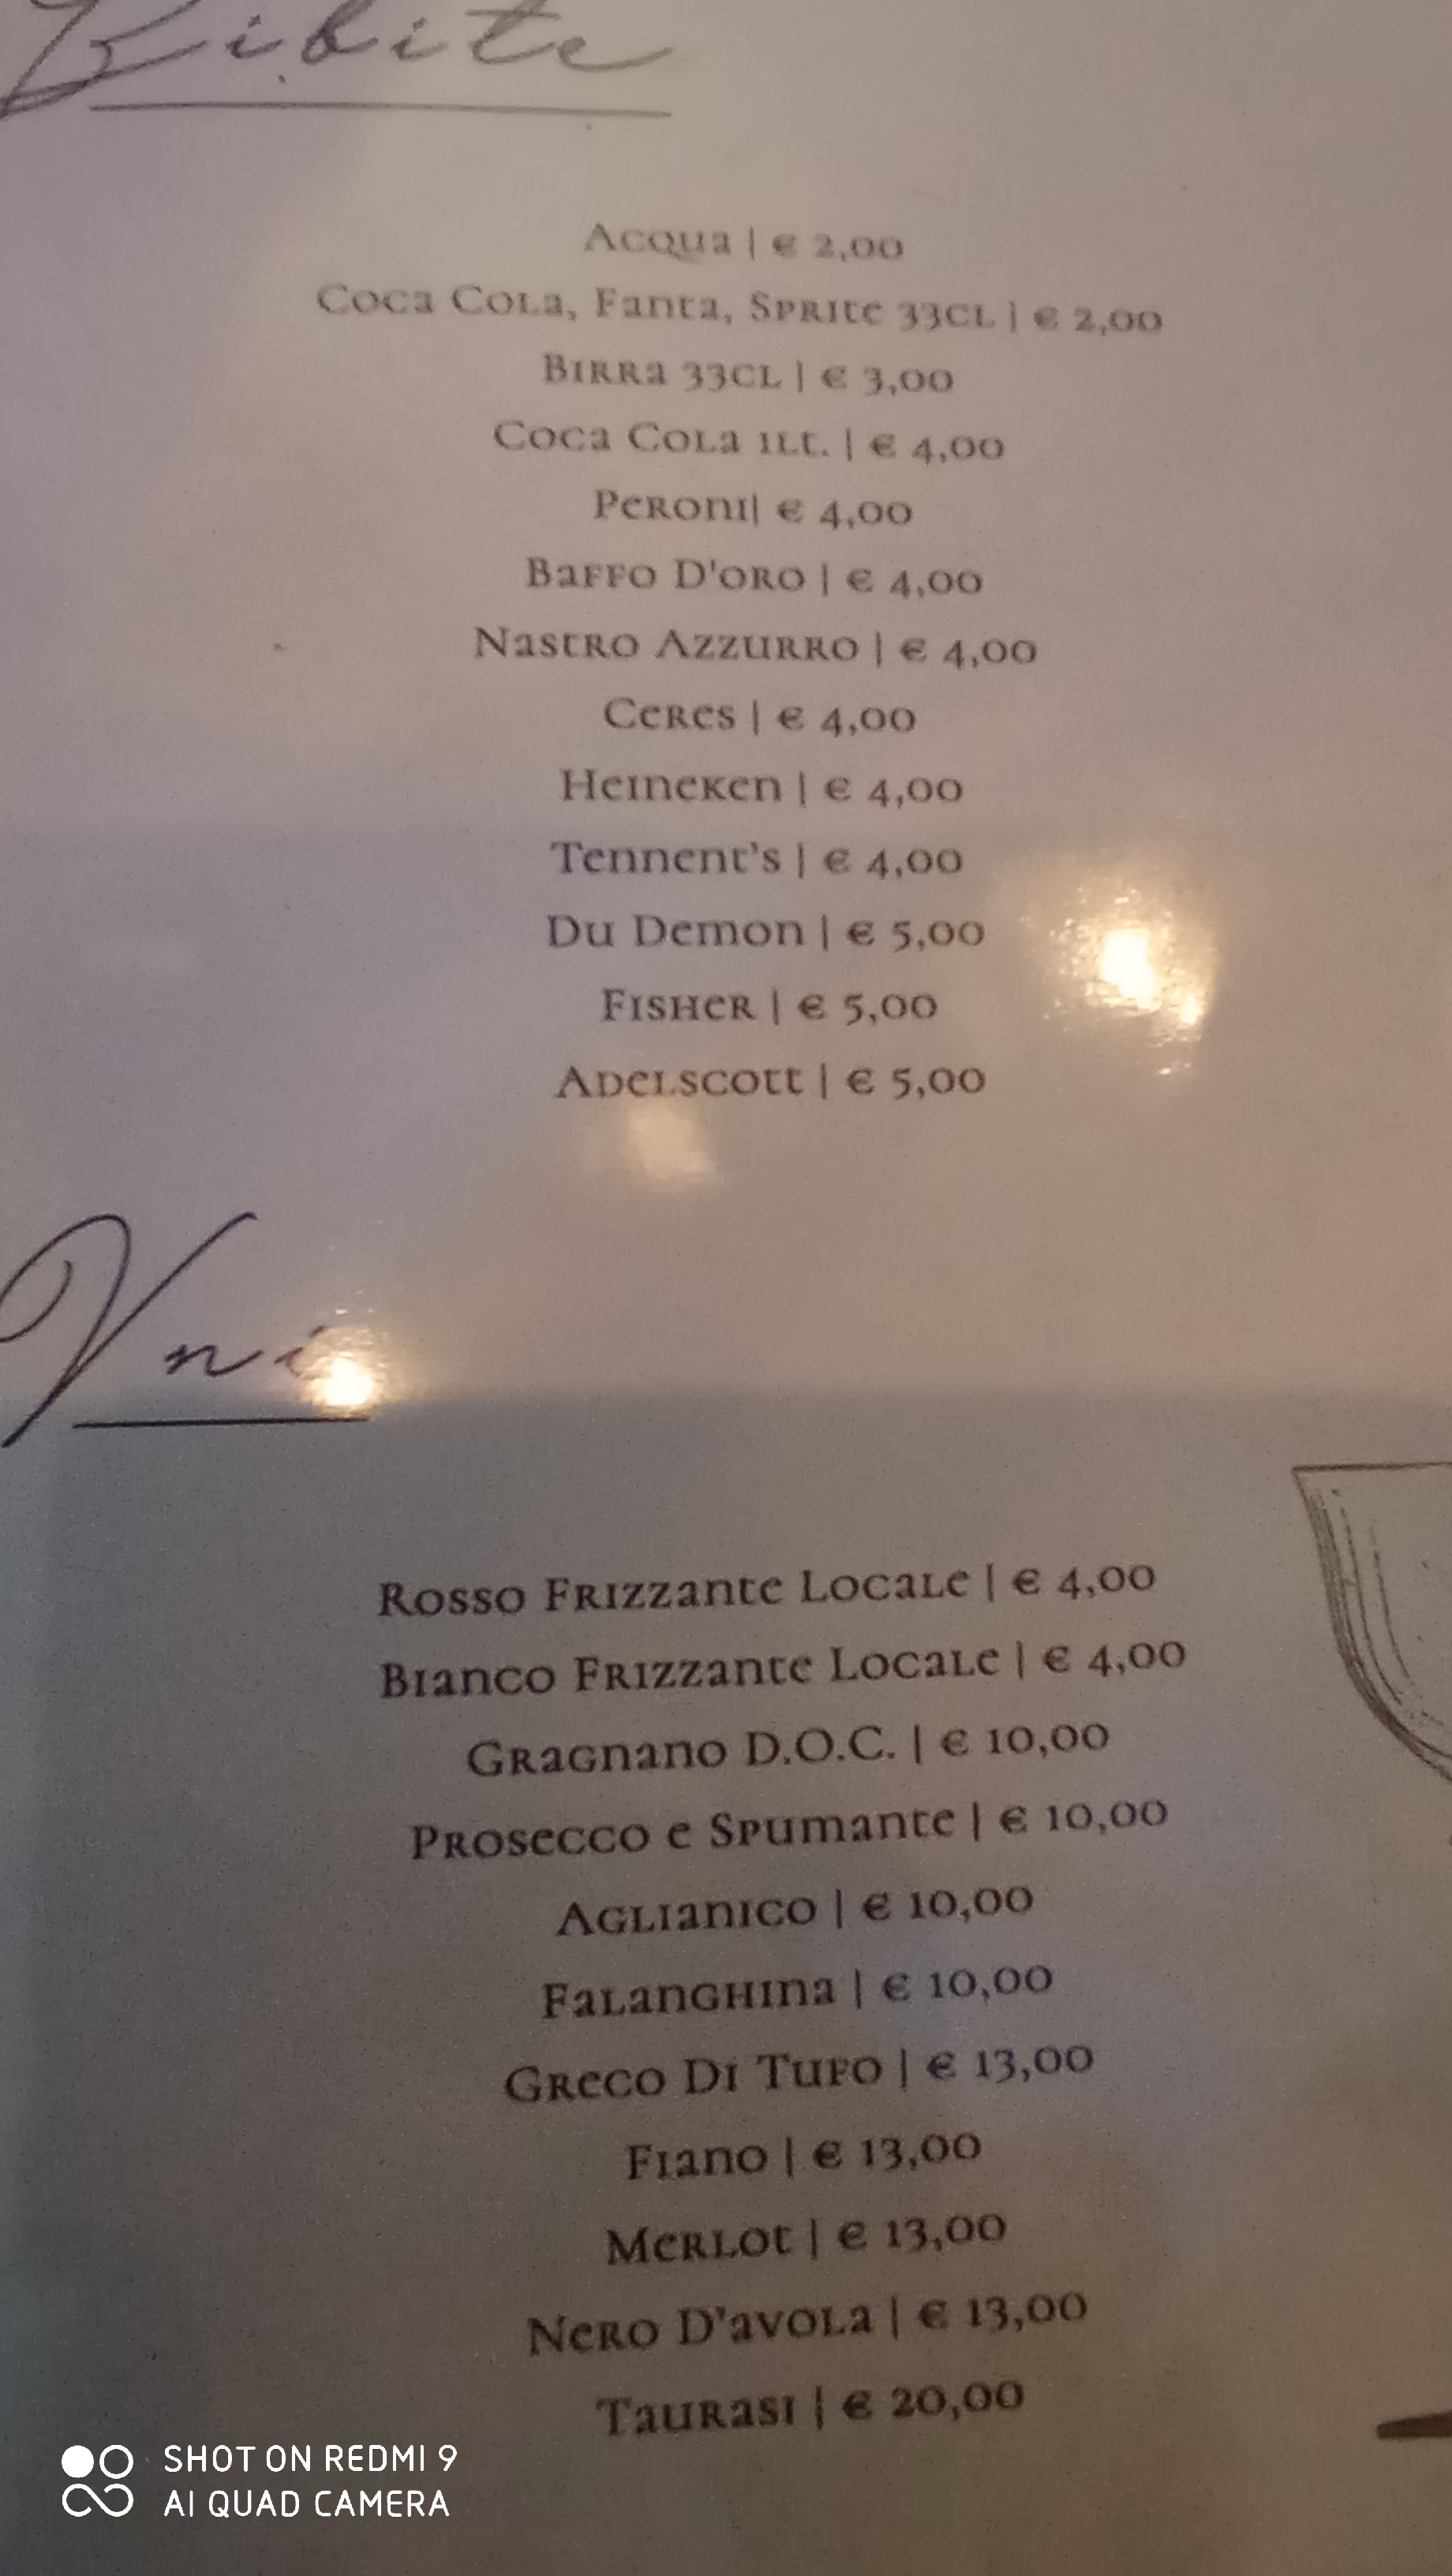 Bibite
Acqua | € 2,00
Coca Cola, Fanta, Sprite 33cl | € 2,00
Birra 33cl | € 3,00
Coca Cola 1lt. | € 4,00
Peroni| € 4,00
Baffo D'oro | € 4,00
Nastro Azzurro | € 4,00
Ceres | € 4,00
Heineken | € 4,00
Tennent's | € 4,00
Du Demon | € 5,00
Fisher | € 5,00
Adelscott | € 5,00
Vni
Rosso Frizzante Locale | € 4,00
Bianco Frizzante Locale | € 4,00
Gragnano D.O.C. | € 10,00
Prosecco e Spumante | € 10,00
Aglianico | € 10,00
Falanghina | € 10,00
Greco Di Tufo | € 13,00
Fiano | € 13,00
Merlot | € 13,00
Nero D'avola | € 13,00
Taurasi | € 20,00
SHOT ON REDMI 9
AI QUAD CAMERA